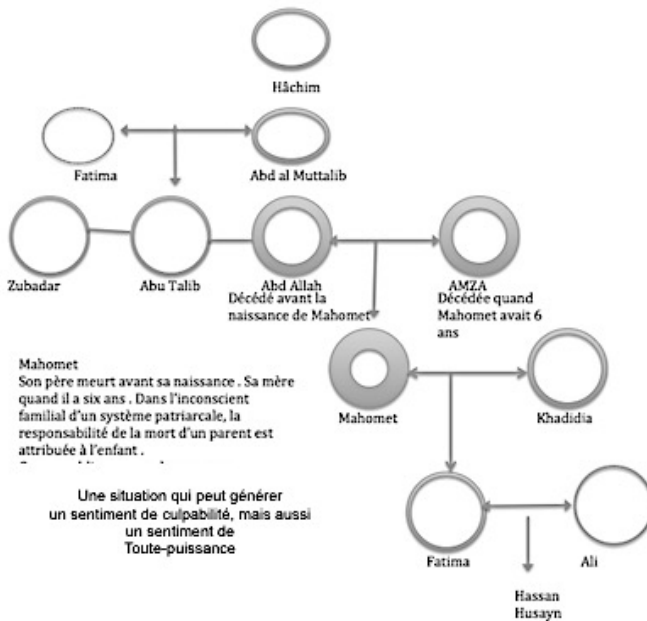 Hâchim
Fatima
Abd al Muttalib
Zubadar
Abu Talib
Abd Allah
Décédé avant la
naissance de Mahomet
AMZA
Décédée quand
Mahomet avait 6
ans
Mahomet
Son père meurt avant sa naissance . Sa mère
quand il a six ans . Dans l'inconscient
familial d'un système patriarcale, la
responsabilité de la mort d'un parent est
attribuée à l'enfant .
Mahomet
Khadidia
Une situation qui peut générer
un sentiment de culpabilité, mais aussi
un sentiment de
Toute-puissance
Fatima
Ali
Hassan
Husayn